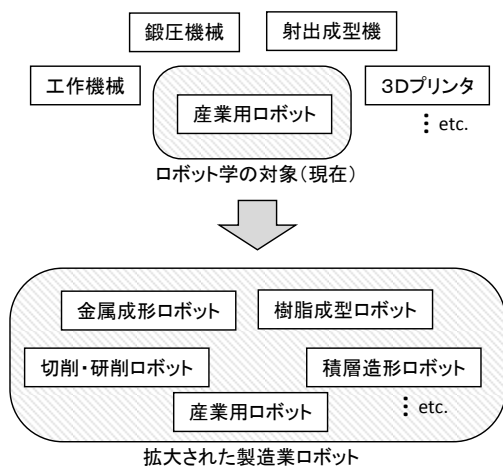 鍛圧機械
射出成型機
工作機械
3Dプリンタ
産業用ロボット
⋮ etc.
ロボット学の対象(現在)
金属成形ロボット
樹脂成型ロボット
切削・研削ロボット
積層造形ロボット
産業用ロボット
⋮ etc.
拡大された製造業ロボット